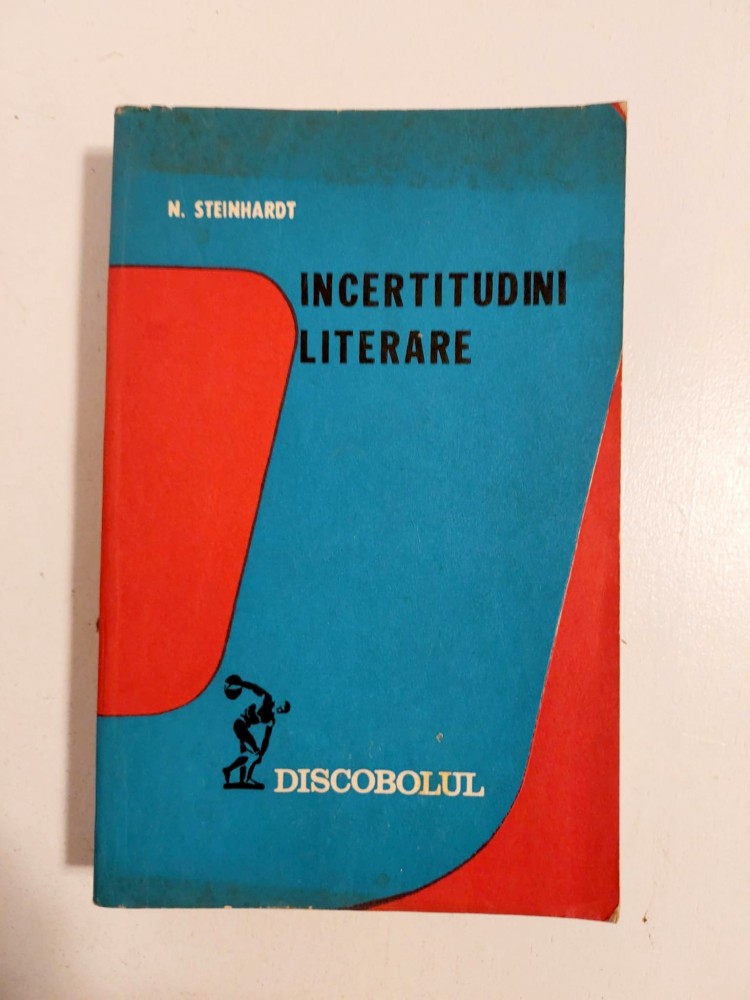 N. STEINHARDT
INCERTITUDINI
LITERARE
DISCOBOLUL